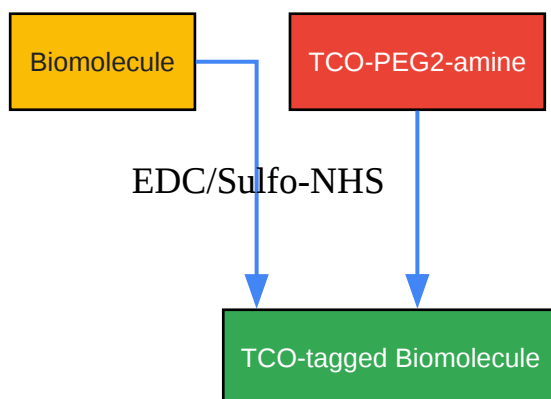 Biomolecule
TCO-PEG2-amine
EDC/Sulfo-NHS
TCO-tagged Biomolecule